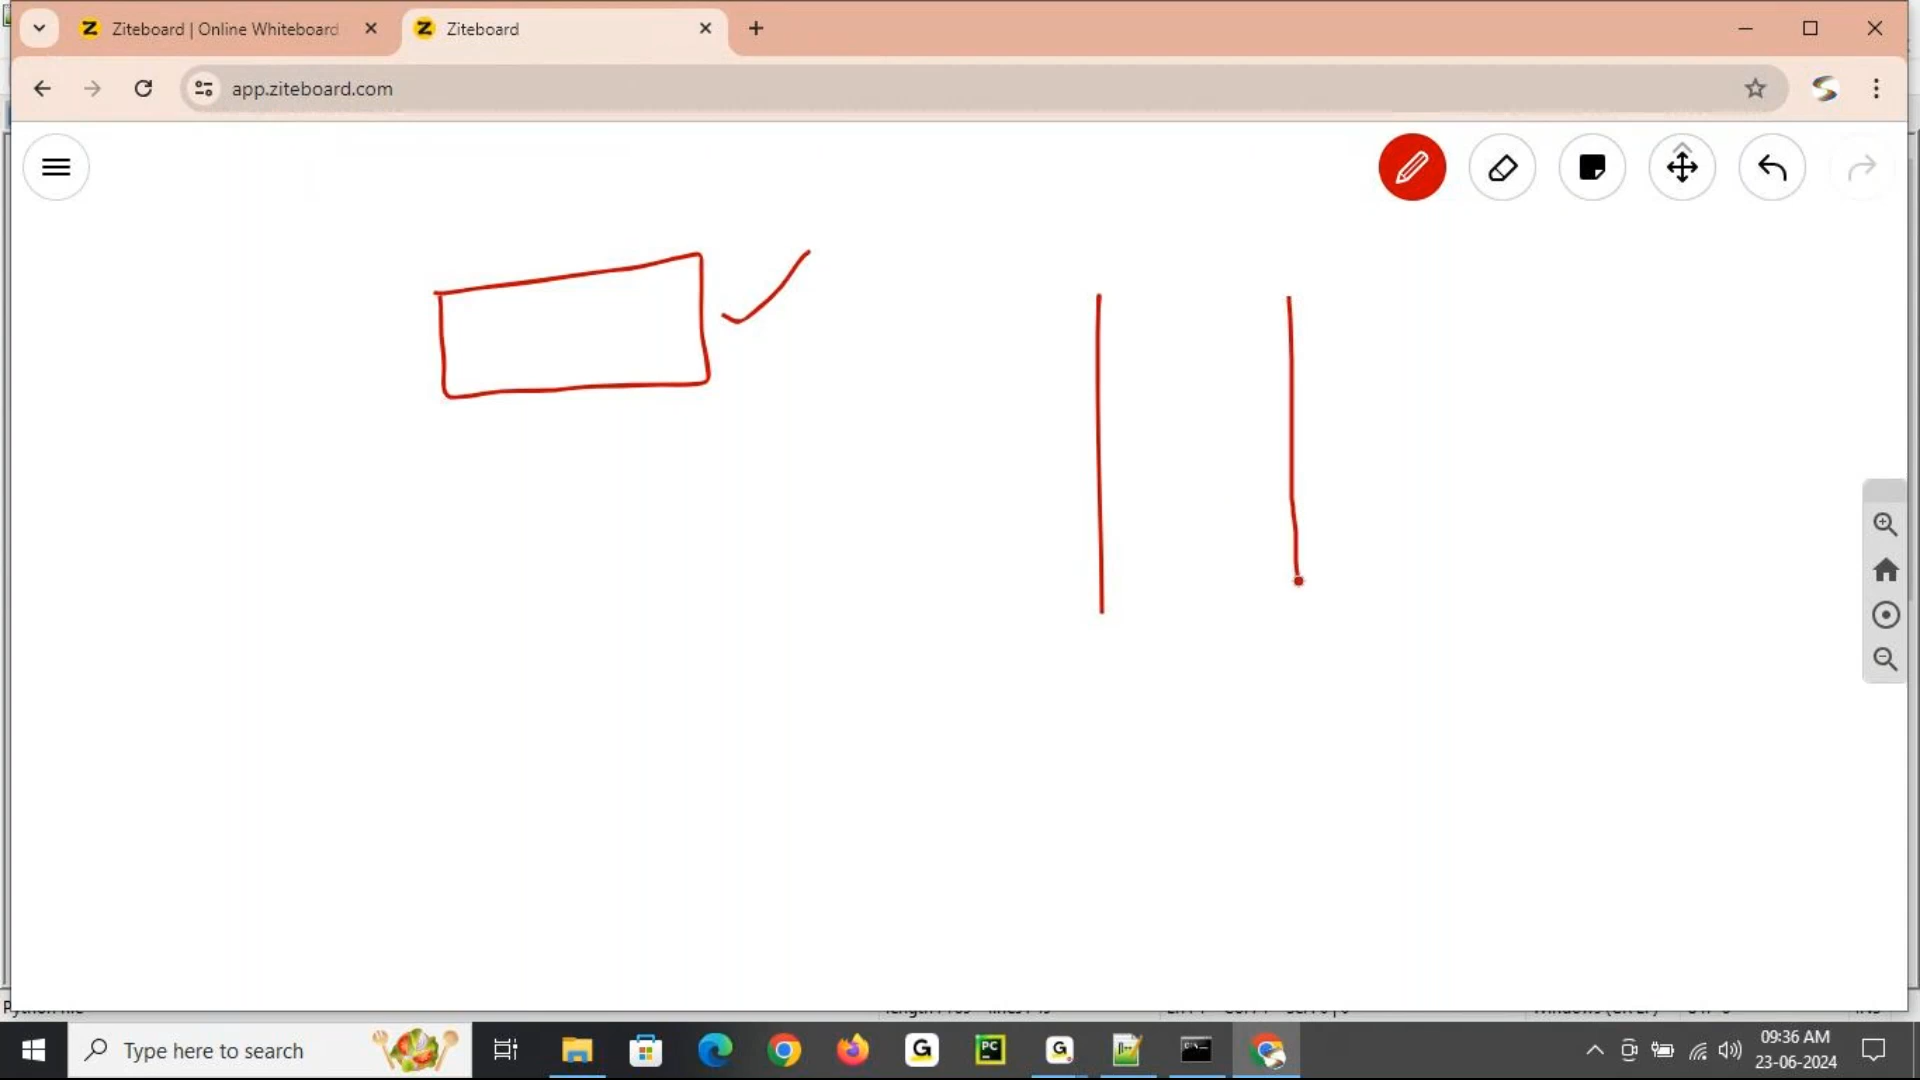 Ziteboard | Online Whiteboard
Ziteboard
app.ziteboard.com
Type here to search
09:36 AM
23-06-2024